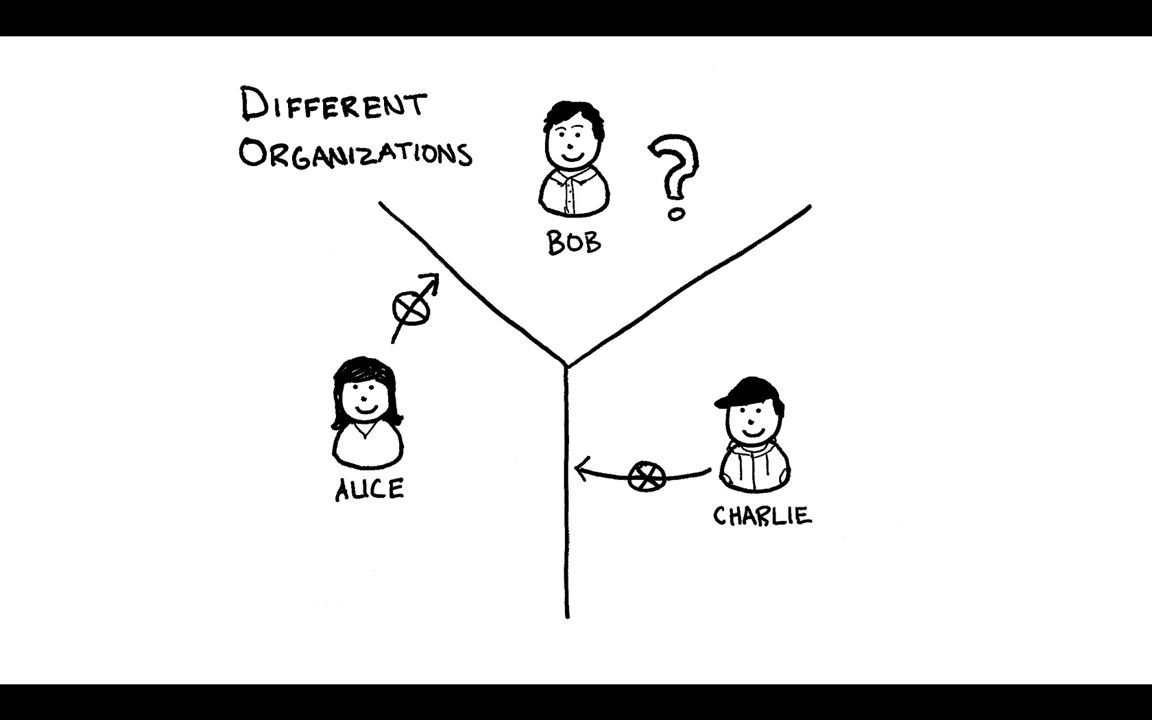 DIFFERENT
ORGANIZATIONS
?
BOB
ALICE
CHARLIE